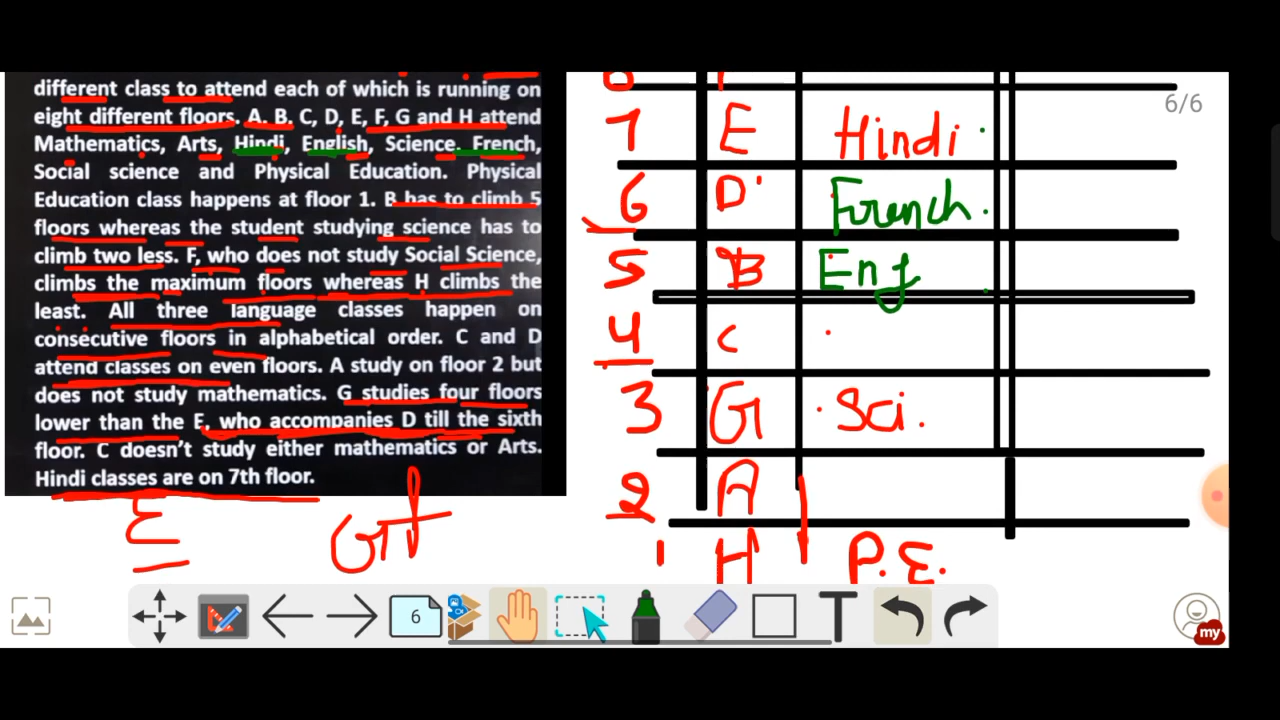 different class to attend each of which is running on
eight different floors. A. B. C, D, E, F, G and H attend
Mathematics, Arts, Hindi, English, Science. French,
Social science and Physical Education. Physical
Education class happens at floor 1. B has to climb 5
floors whereas the student studying science has to
climb two less. F, who does not study Social Science,
climbs the maximum floors whereas H climbs the
least. All three language classes happen on
consecutive floors in alphabetical order. C and D
attend classes on even floors. A study on floor 2 but
does not study mathematics. G studies four floors
lower than the E, who accompanies D till the sixth
floor. C doesn't study either mathematics or Arts.
Hindi classes are on 7th floor.
E
6/6
7 E Hindi
6 D French.
5 B Eng
4 C
3 G Sci.
2 A
1 H P.E.
6 T
my